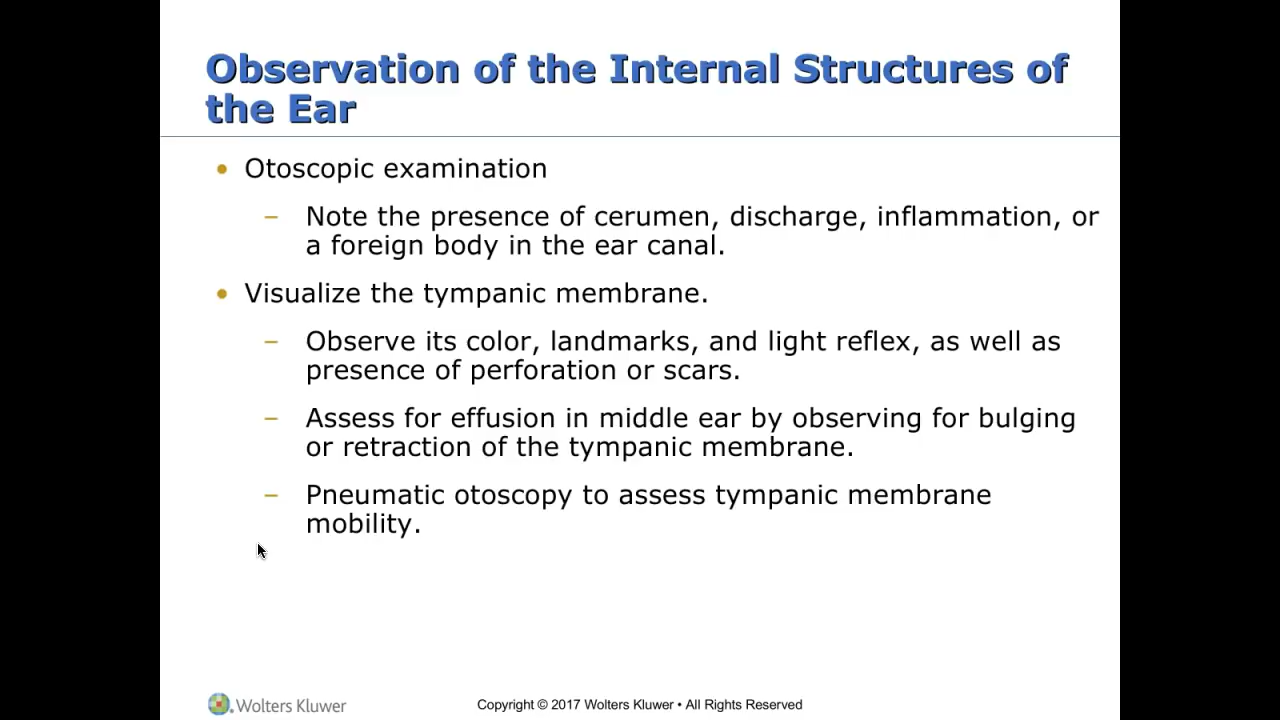 Observation of the Internal Structures of
the Ear
• Otoscopic examination
– Note the presence of cerumen, discharge, inflammation, or
a foreign body in the ear canal.
• Visualize the tympanic membrane.
– Observe its color, landmarks, and light reflex, as well as
presence of perforation or scars.
– Assess for effusion in middle ear by observing for bulging
or retraction of the tympanic membrane.
– Pneumatic otoscopy to assess tympanic membrane
mobility.
Wolters Kluwer
Copyright © 2017 Wolters Kluwer • All Rights Reserved